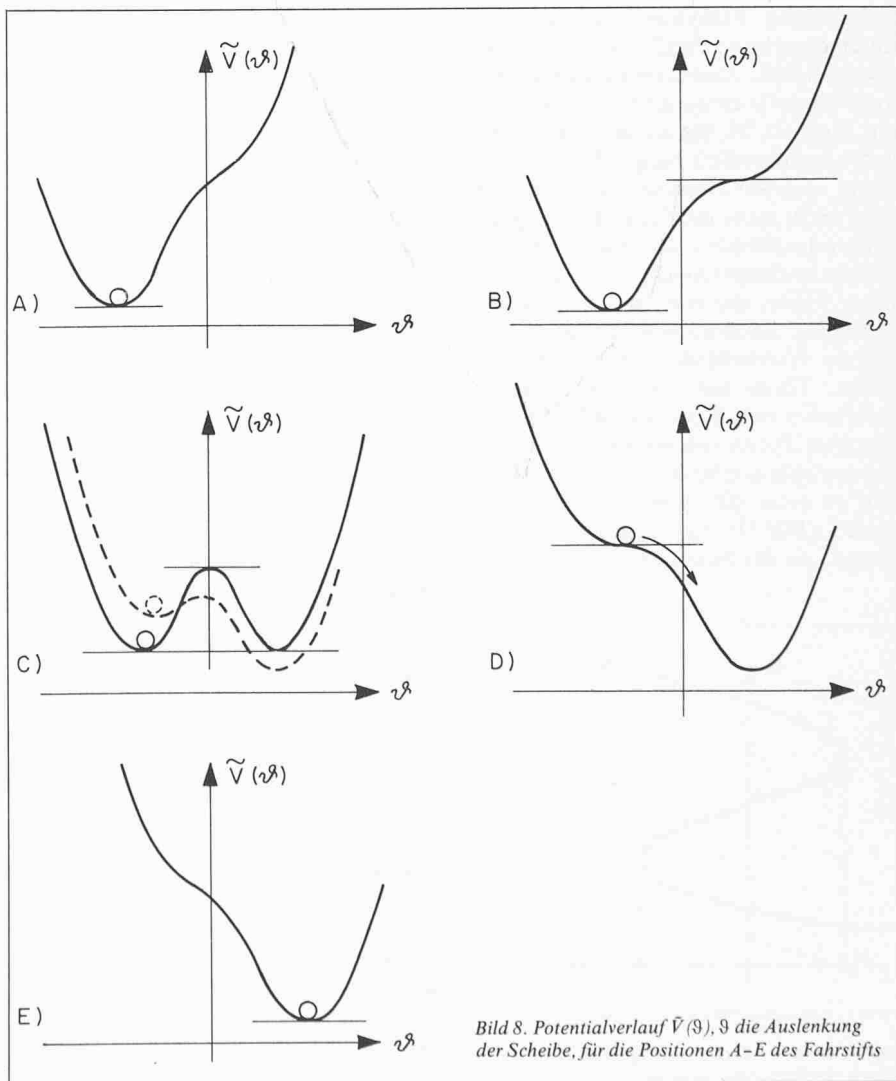 Ṽ(ϑ)
Ṽ(ϑ)
A)
ϑ
B)
ϑ
Ṽ(ϑ)
Ṽ(ϑ)
C)
ϑ
D)
ϑ
Ṽ(ϑ)
E)
ϑ
Bild 8. Potentialverlauf Ṽ(ϑ), ϑ die Auslenkung
der Scheibe, für die Positionen A–E des Fahrstifts